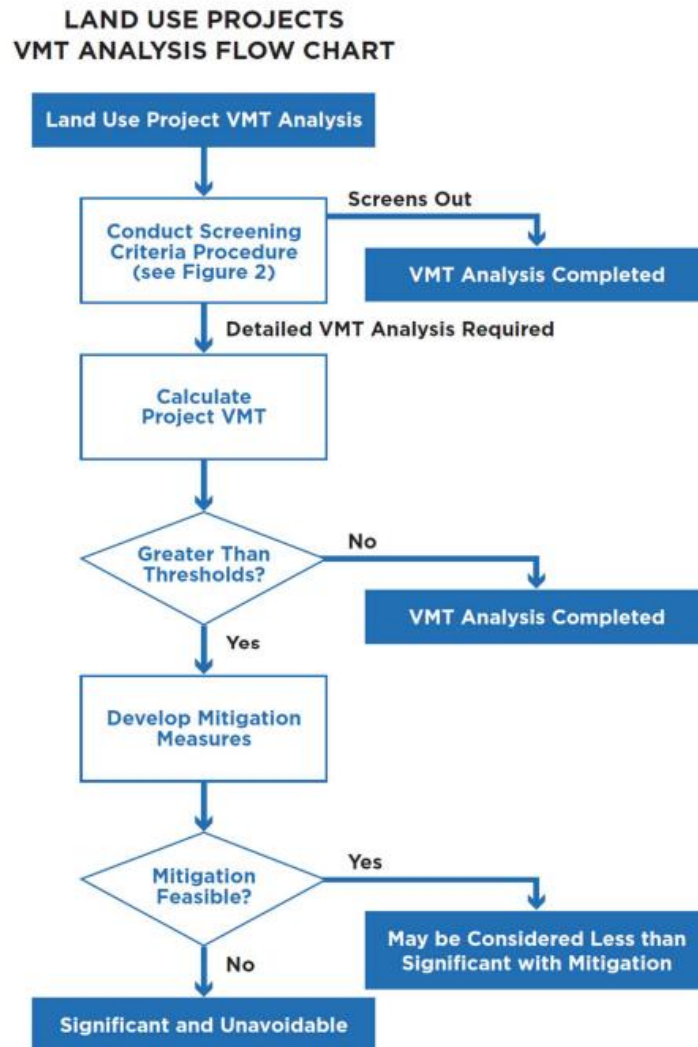 LAND USE PROJECTS
VMT ANALYSIS FLOW CHART
Land Use Project VMT Analysis
Screens Out
Conduct Screening
Criteria Procedure
(see Figure 2)
VMT Analysis Completed
Detailed VMT Analysis Required
Calculate
Project VMT
No
Greater Than
Thresholds?
VMT Analysis Completed
Yes
Develop Mitigation
Measures
Yes
Mitigation
Feasible?
May be Considered Less than
Significant with Mitigation
No
Significant and Unavoidable